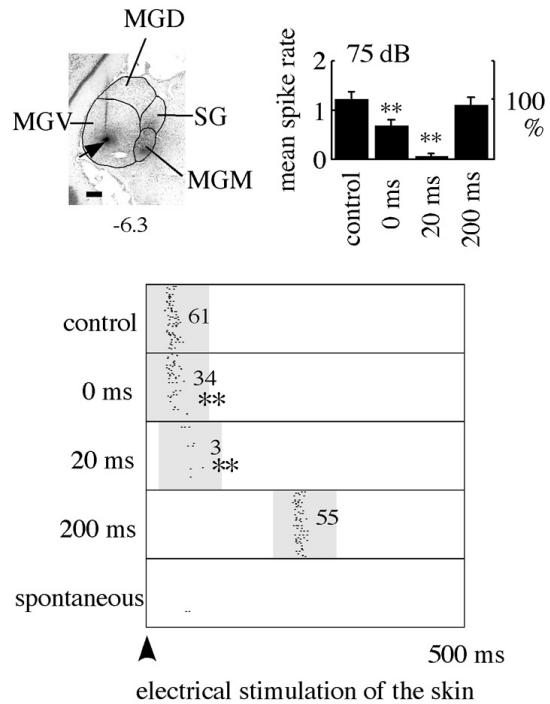 MGD
MGV
SG
MGM
-6.3
75 dB
mean spike rate
2
1
0
100
%
**
**
control
0 ms
20 ms
200 ms
control
61
0 ms
34
**
20 ms
3
**
200 ms
55
spontaneous
500 ms
electrical stimulation of the skin